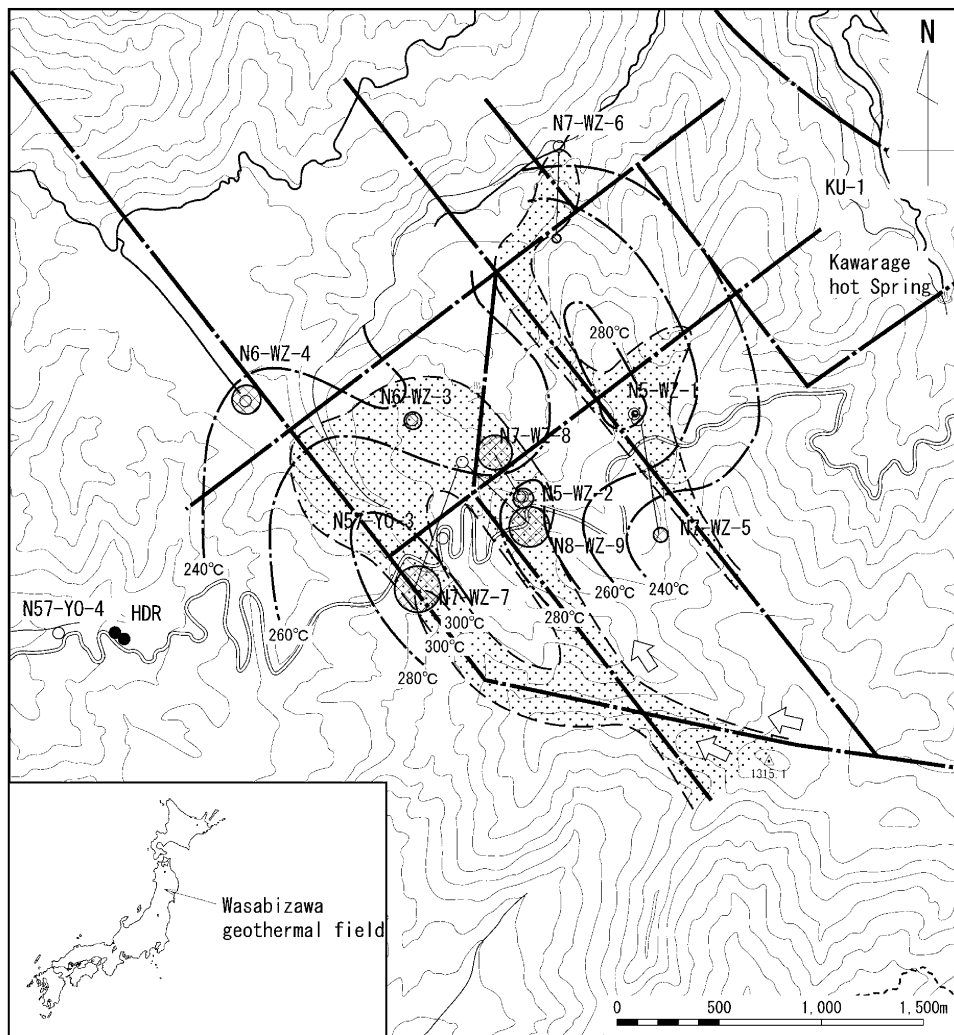 N
N7-WZ-6
KU-1
Kawarage
hot Spring
280℃
N6-WZ-4
N6-WZ-3
N5-WZ-1
N7-WZ-8
N5-WZ-2
N57-YO-3
N8-WZ-9
N7-WZ-5
240℃
260℃
240℃
N7-WZ-7
N57-YO-4
HDR
300℃
280℃
260℃
300℃
280℃
1315.1
Wasabizawa
geothermal field
0
500
1,000
1,500m